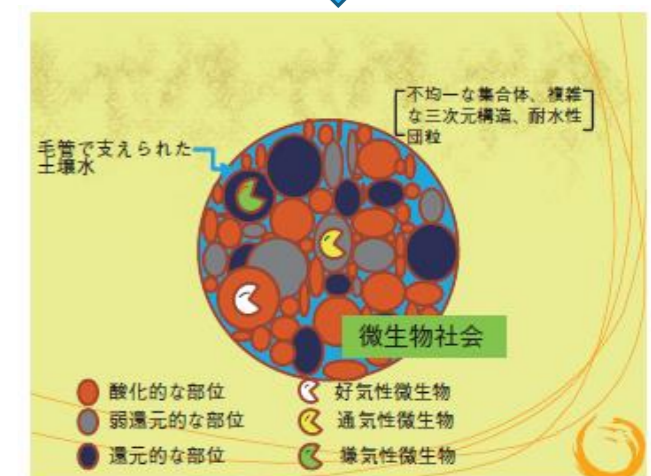 不均一な集合体、複雑
な三次元構造、耐水性
団粒
毛管で支えられた
土壌水
微生物社会
酸化的な部位
好気性微生物
弱還元的な部位
通気性微生物
還元的な部位
嫌気性微生物